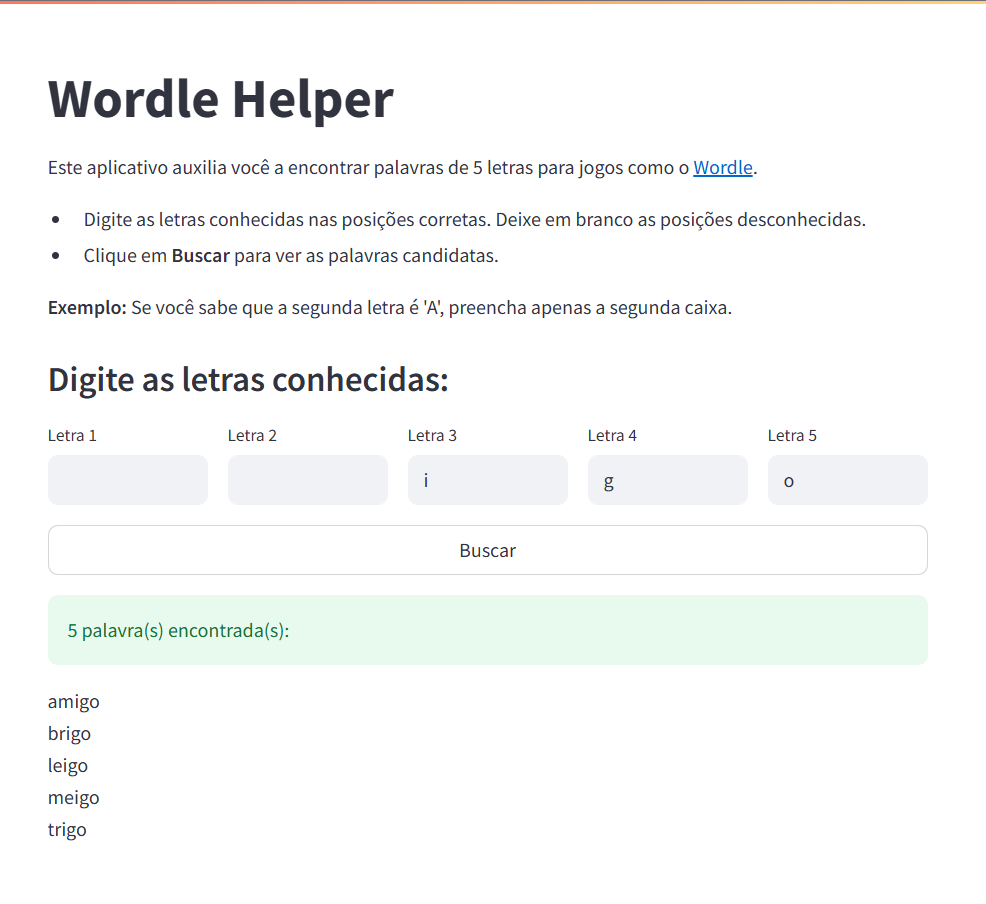 Wordle Helper
Este aplicativo auxilia você a encontrar palavras de 5 letras para jogos como o Wordle.
Digite as letras conhecidas nas posições corretas. Deixe em branco as posições desconhecidas.
Clique em Buscar para ver as palavras candidatas.
Exemplo: Se você sabe que a segunda letra é 'A', preencha apenas a segunda caixa.
Digite as letras conhecidas:
Letra 1 Letra 2 Letra 3 Letra 4 Letra 5
i g o
Buscar
5 palavra(s) encontrada(s):
amigo
brigo
leigo
meigo
trigo